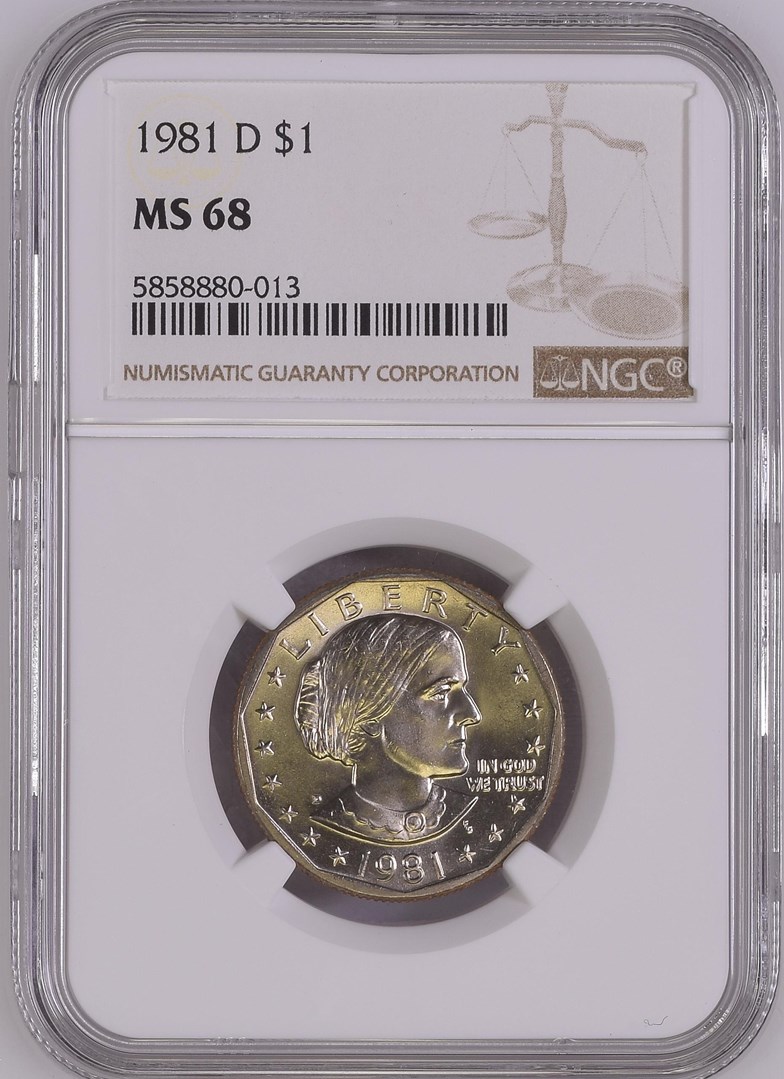 1981 D $1
MS 68
5858880-013
NUMISMATIC GUARANTY CORPORATION NGC®
LIBERTY
IN GOD
WE TRUST
D
1981